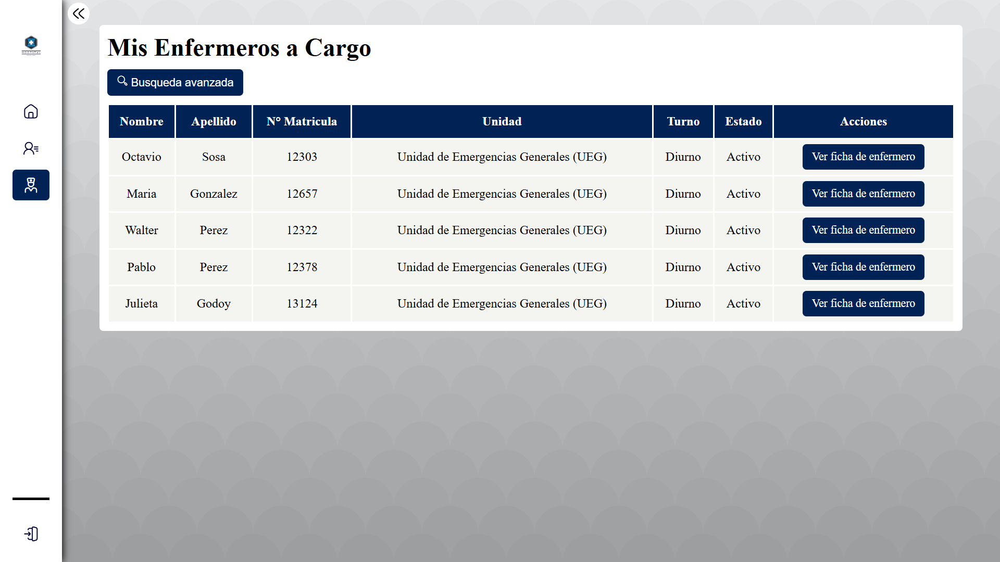 HOSPITAL
Mis Enfermeros a Cargo
Busqueda avanzada
Nombre Apellido N° Matricula Unidad Turno Estado Acciones
Octavio Sosa 12303 Unidad de Emergencias Generales (UEG) Diurno Activo Ver ficha de enfermero
Maria Gonzalez 12657 Unidad de Emergencias Generales (UEG) Diurno Activo Ver ficha de enfermero
Walter Perez 12322 Unidad de Emergencias Generales (UEG) Diurno Activo Ver ficha de enfermero
Pablo Perez 12378 Unidad de Emergencias Generales (UEG) Diurno Activo Ver ficha de enfermero
Julieta Godoy 13124 Unidad de Emergencias Generales (UEG) Diurno Activo Ver ficha de enfermero